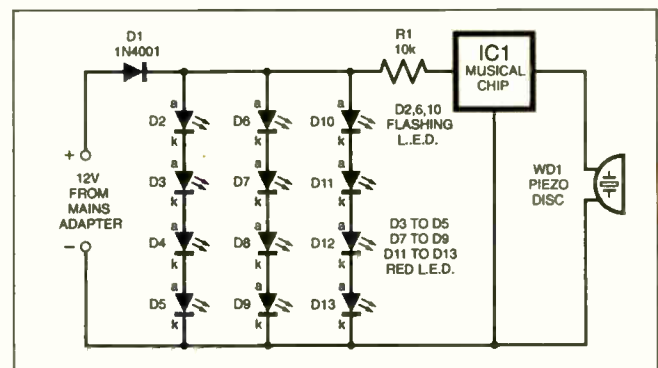 D1
1N4001
R1
10k
IC1
MUSICAL
CHIP
a
D2
k
a
D6
k
a
D10
k
D2,6,10
FLASHING
L.E.D.
+
12V
FROM
MAINS
ADAPTER
−
a
D3
k
a
D7
k
a
D11
k
WD1
PIEZO
DISC
a
D4
k
a
D8
k
a
D12
k
D3 TO D5
D7 TO D9
D11 TO D13
RED L.E.D.
a
D5
k
a
D9
k
a
D13
k